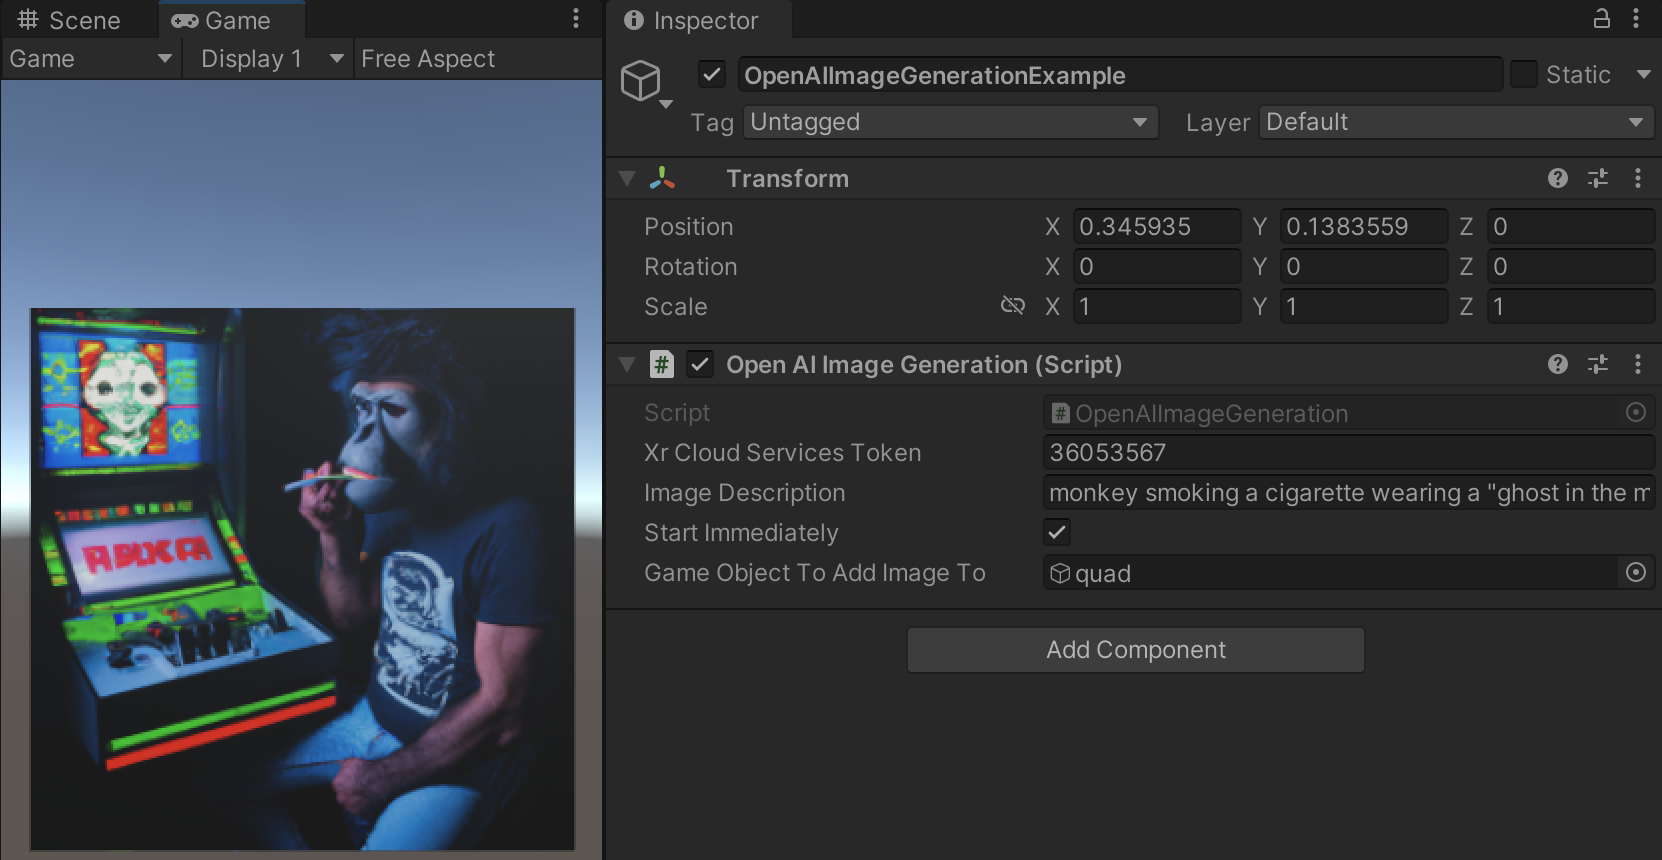 Scene
Game
Game
Display 1
Free Aspect
Inspector
OpenAIImageGenerationExample
Static
Tag
Untagged
Layer
Default
Transform
Position
X 0.345935 Y 0.1383559 Z 0
Rotation
X 0 Y 0 Z 0
Scale
X 1 Y 1 Z 1
# Open AI Image Generation (Script)
Script
# OpenAIImageGeneration
Xr Cloud Services Token
36053567
Image Description
monkey smoking a cigarette wearing a "ghost in the m
Start Immediately
Game Object To Add Image To
quad
Add Component